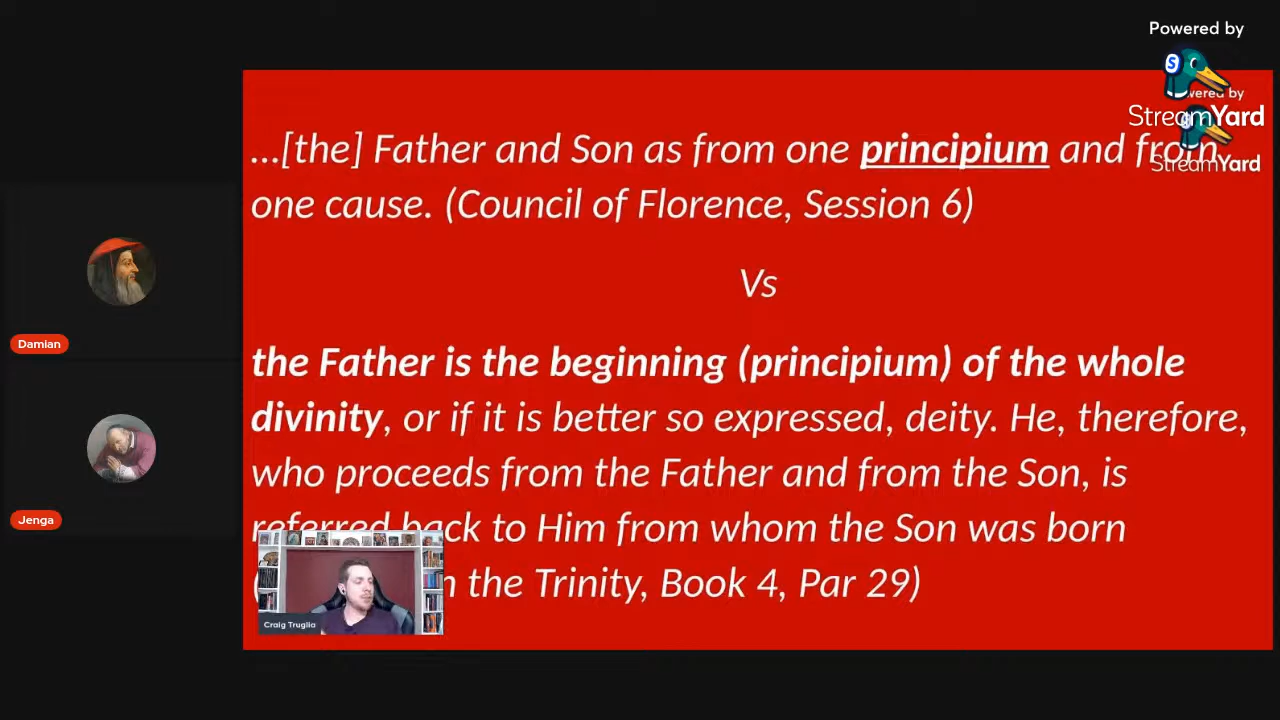 Powered by
StreamYard
wered by
StreamYard
…[the] Father and Son as from one principium and from
one cause. (Council of Florence, Session 6)
Vs
the Father is the beginning (principium) of the whole
divinity, or if it is better so expressed, deity. He, therefore,
who proceeds from the Father and from the Son, is
referred back to Him from whom the Son was born
n the Trinity, Book 4, Par 29)
Damian
Jenga
Craig Truglia